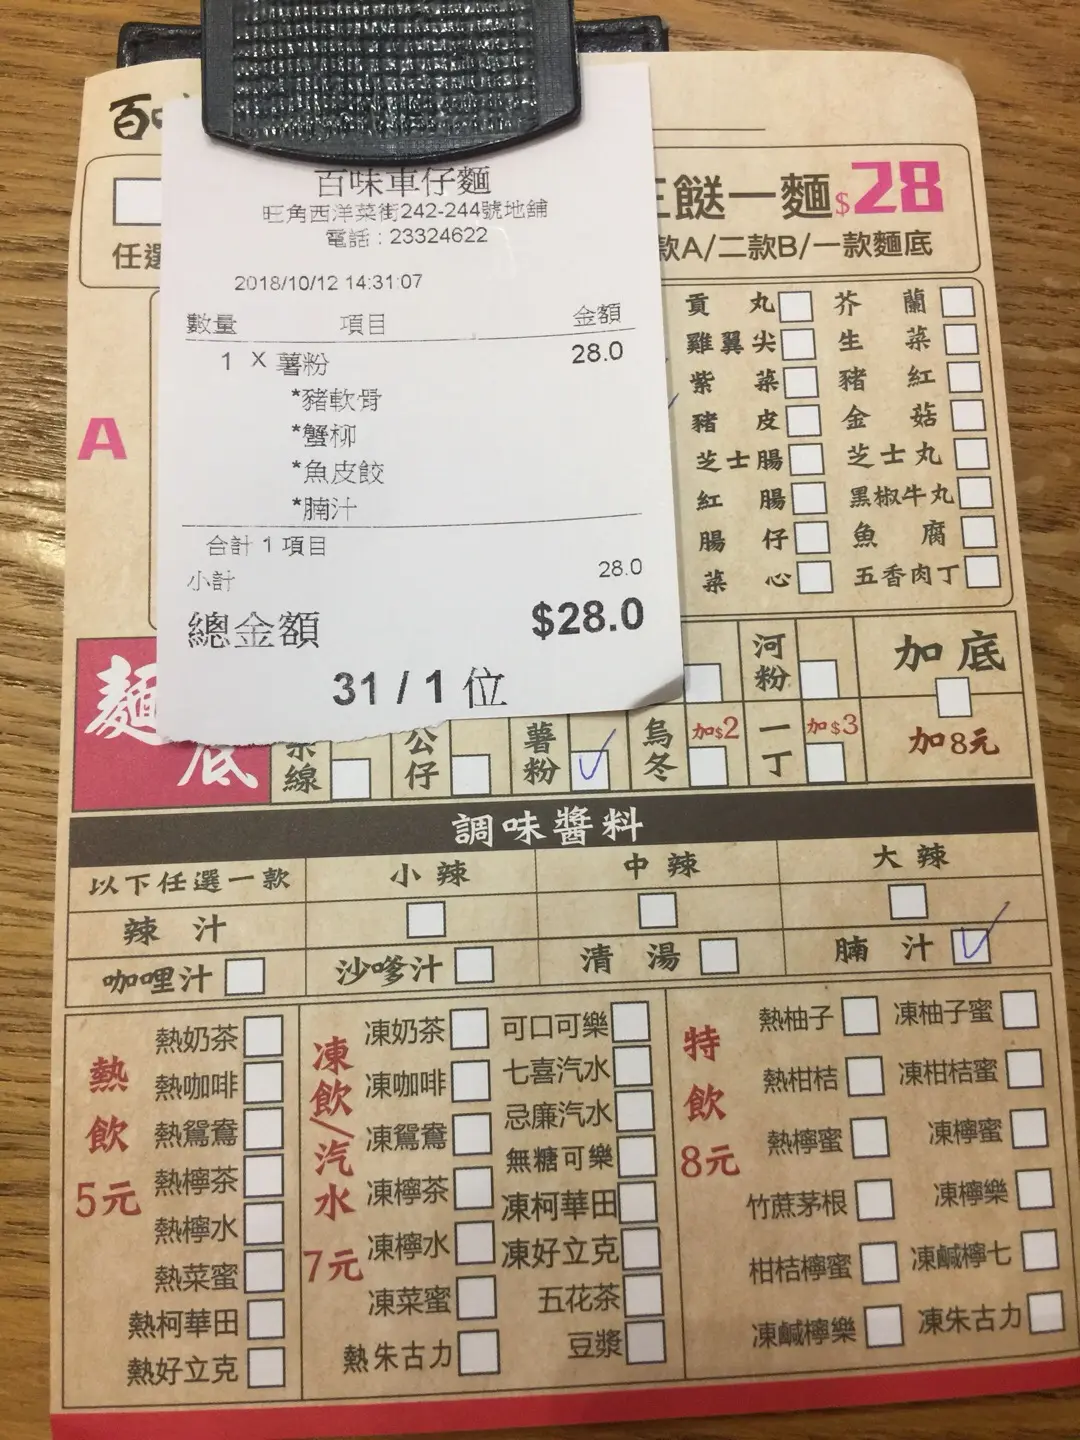 百味車仔麵
旺角西洋菜街242-244號地舖
電話 : 23324622
2018/10/12 14:31:07
數量 項目 金額
1 X 薯粉 28.0
*豬軟骨
*蟹柳
*魚皮餃
*腩汁
合計 1 項目
小計 28.0
總金額 $28.0
31 / 1 位
百
餸一麵 $28
任選
款A/二款B/一款麵底
A
貢丸 芥蘭
雞翼尖 生菜
紫菜 豬紅
豬皮 金菇
芝士腸 芝士丸
紅腸 黑椒牛丸
腸仔 魚腐
菜心 五香肉丁
麵底
河粉 加底
公仔 薯粉 烏冬 加$2 一丁 加$3 加8元
調味醬料
以下任選一款 小辣 中辣 大辣
辣汁
咖哩汁 沙嗲汁 清湯 腩汁
熱飲 5元
熱奶茶
熱咖啡
熱鴛鴦
熱檸茶
熱檸水
熱菜蜜
熱柯華田
熱好立克
凍飲/汽水 7元
凍奶茶 可口可樂
凍咖啡 七喜汽水
凍鴛鴦 忌廉汽水
凍檸茶 無糖可樂
凍檸水 凍柯華田
凍菜蜜 凍好立克
熱朱古力 五花茶
豆漿
特飲 8元
熱柚子 凍柚子蜜
熱柑桔 凍柑桔蜜
熱檸蜜 凍檸蜜
竹蔗茅根 凍檸樂
柑桔檸蜜 凍鹹檸七
凍鹹檸樂 凍朱古力